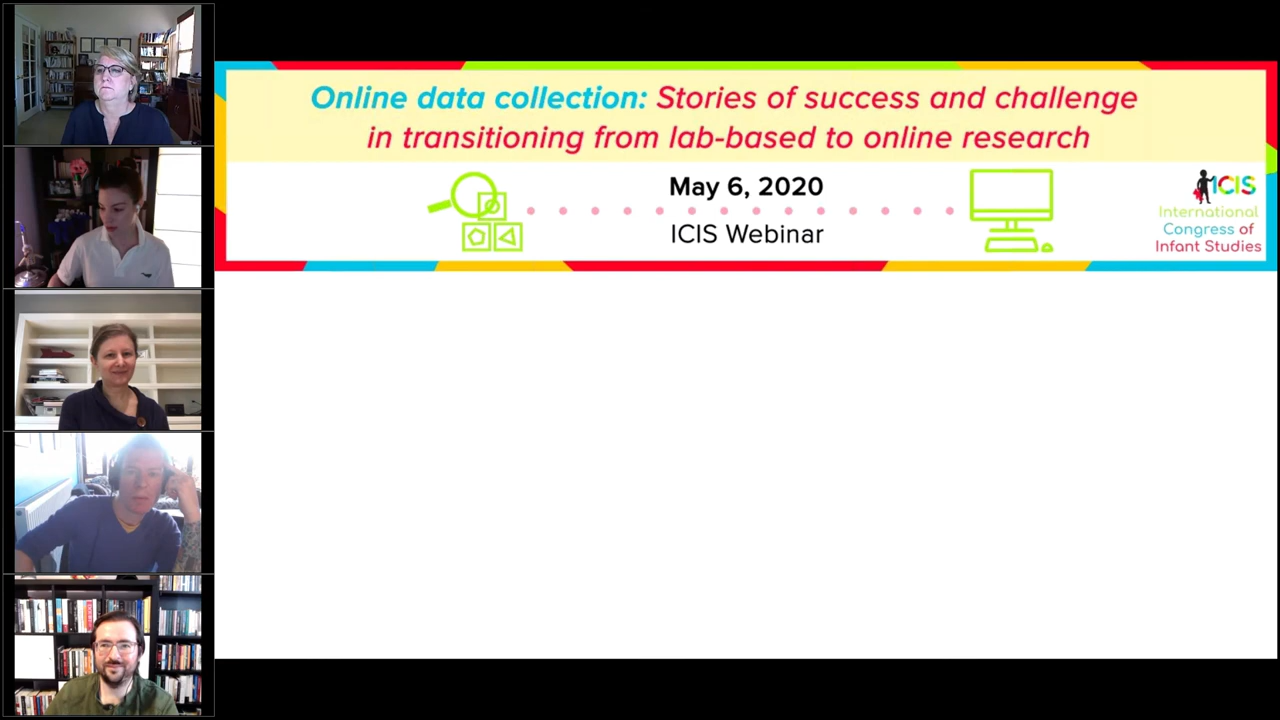 Online data collection: Stories of success and challenge
in transitioning from lab-based to online research
May 6, 2020
ICIS Webinar
ICIS
International
Congress of
Infant Studies